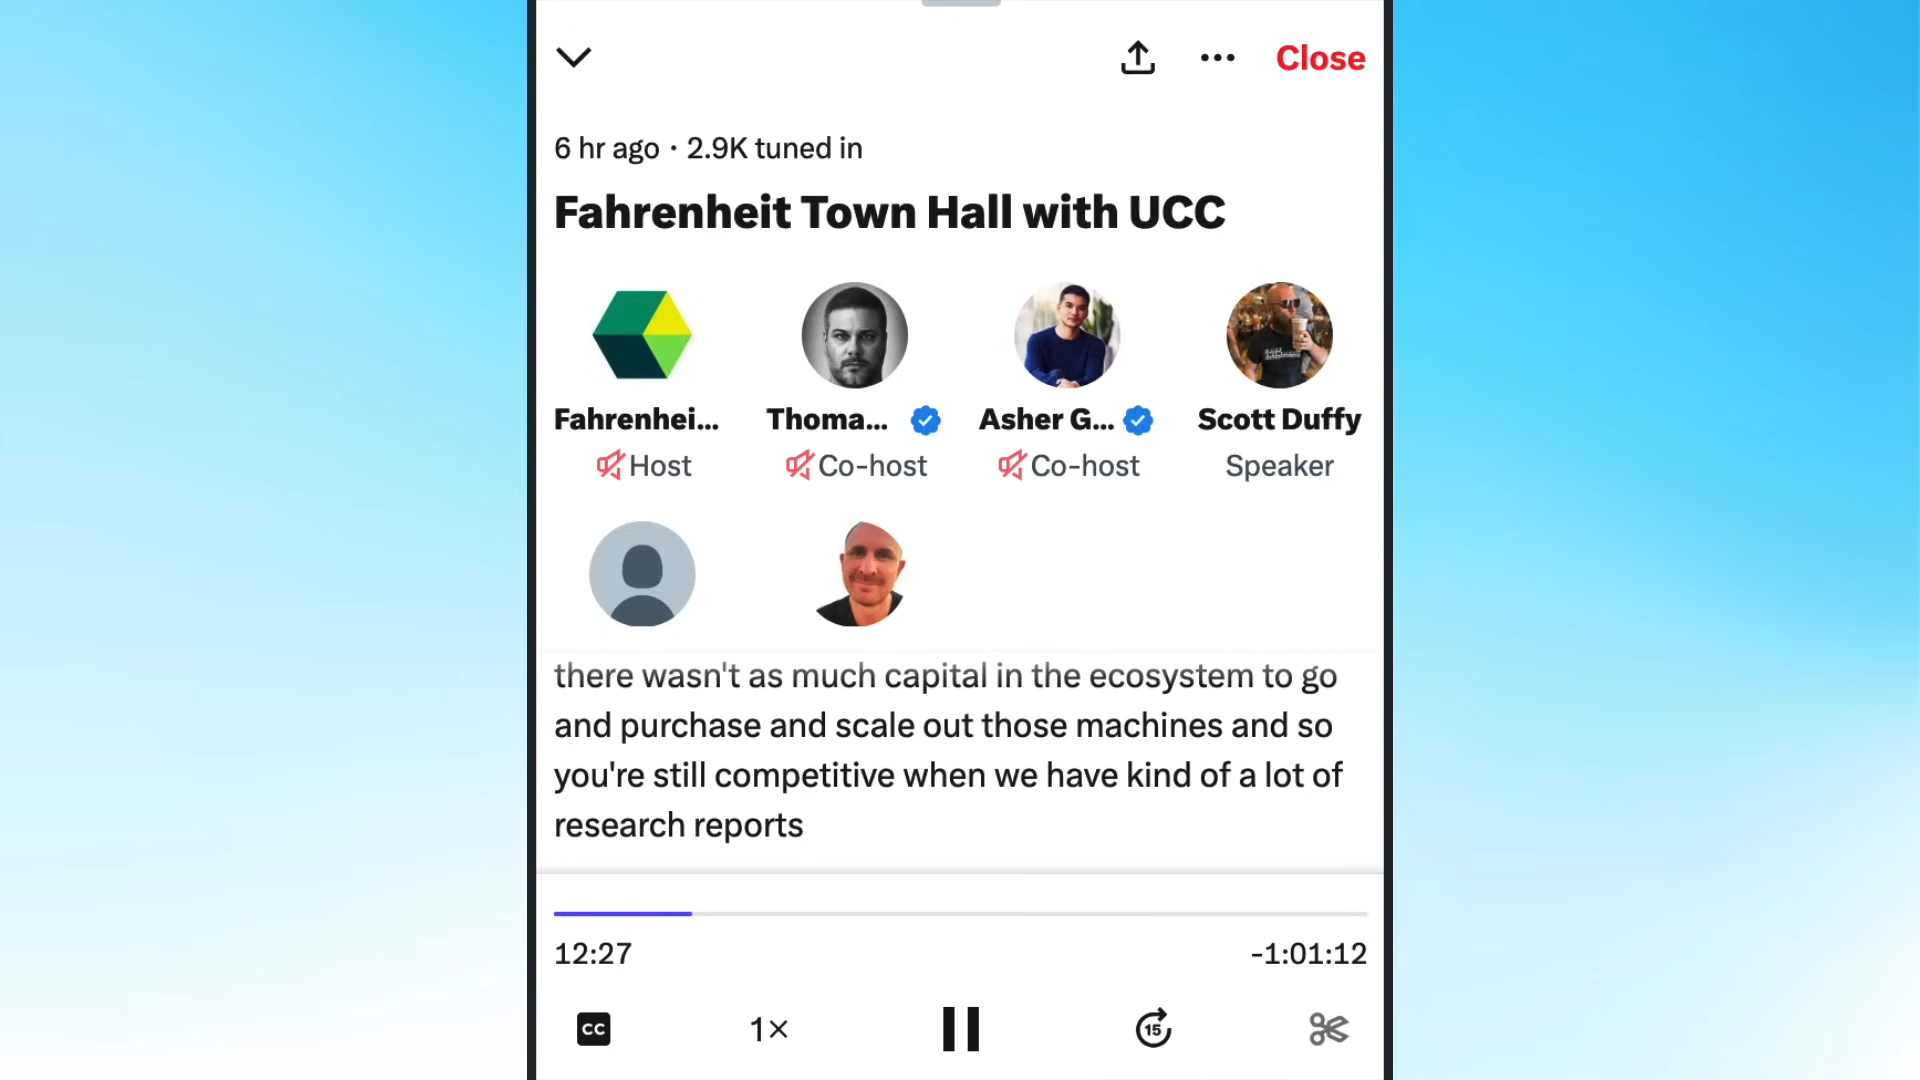 Close
6 hr ago · 2.9K tuned in
Fahrenheit Town Hall with UCC
Fahrenhei... Thoma... Asher G... Scott Duffy
Host Co-host Co-host Speaker
there wasn't as much capital in the ecosystem to go
and purchase and scale out those machines and so
you're still competitive when we have kind of a lot of
research reports
12:27 -1:01:12
CC 1× 15